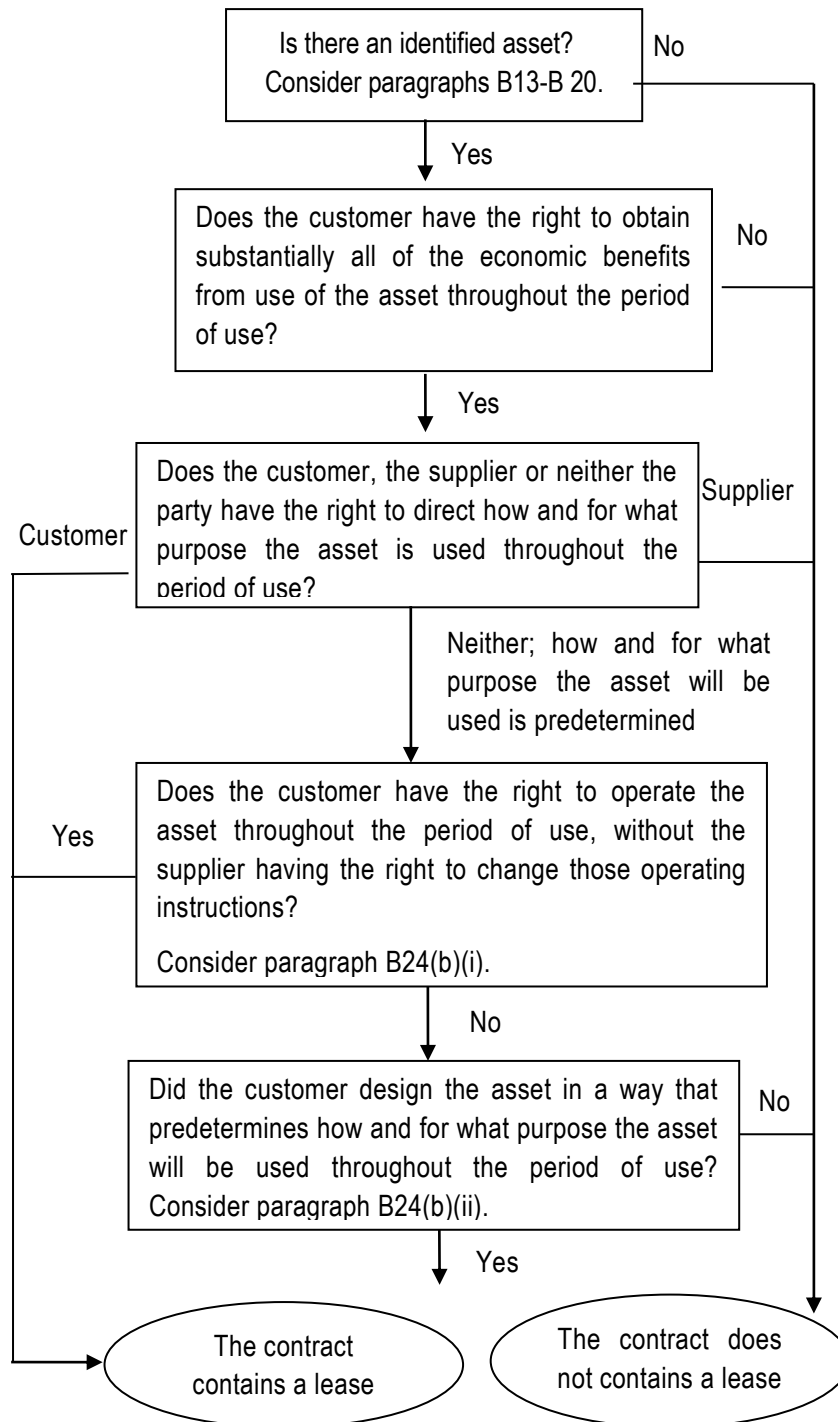 Is there an identified asset?
No
Consider paragraphs B13-B 20.
Yes
Does the customer have the right to obtain
substantially all of the economic benefits
from use of the asset throughout the period
of use?
No
Yes
Does the customer, the supplier or neither the
party have the right to direct how and for what
purpose the asset is used throughout the
period of use?
Supplier
Customer
Neither; how and for what
purpose the asset will be
used is predetermined
Does the customer have the right to operate the
asset throughout the period of use, without the
supplier having the right to change those operating
instructions?
Consider paragraph B24(b)(i).
Yes
No
Did the customer design the asset in a way that
predetermines how and for what purpose the asset
will be used throughout the period of use?
Consider paragraph B24(b)(ii).
No
Yes
The contract
contains a lease
The contract does
not contains a lease